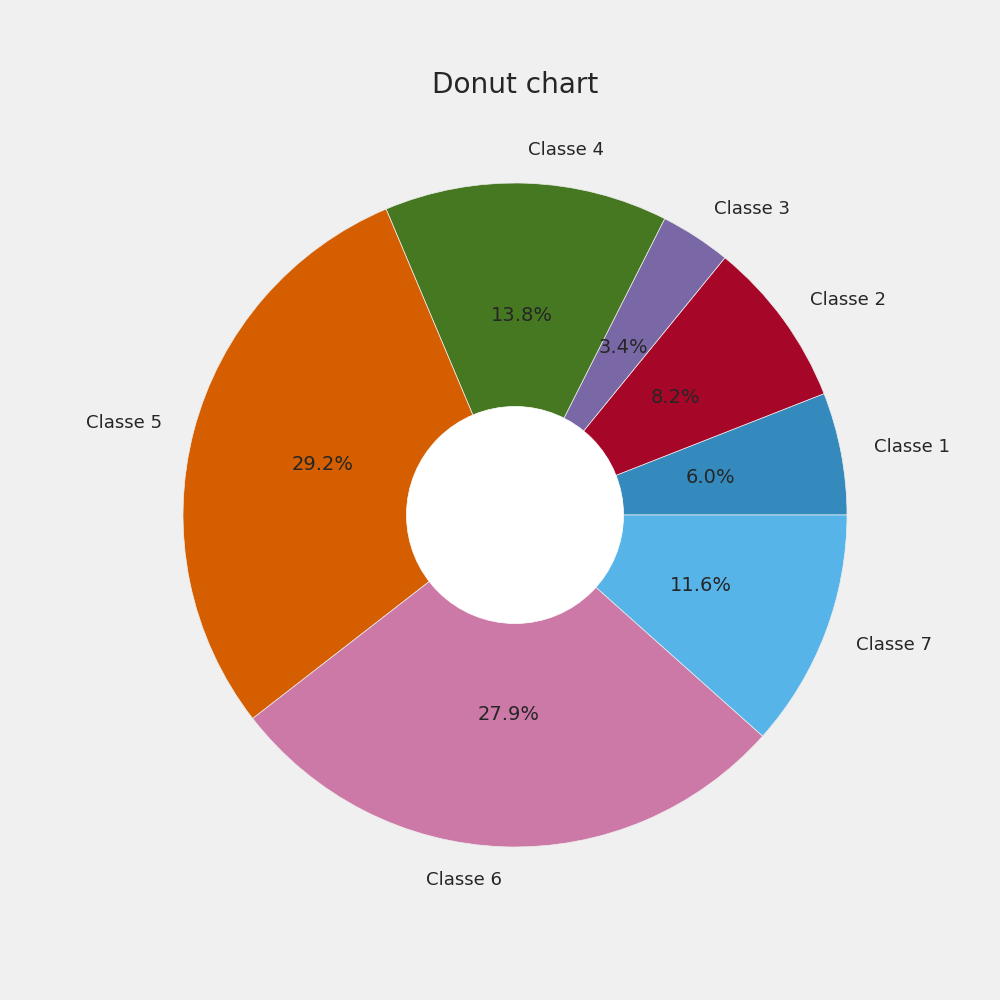 Donut chart
Classe 4
Classe 3
Classe 2
13.8%
3.4%
8.2%
Classe 5
Classe 1
29.2%
6.0%
11.6%
Classe 7
27.9%
Classe 6